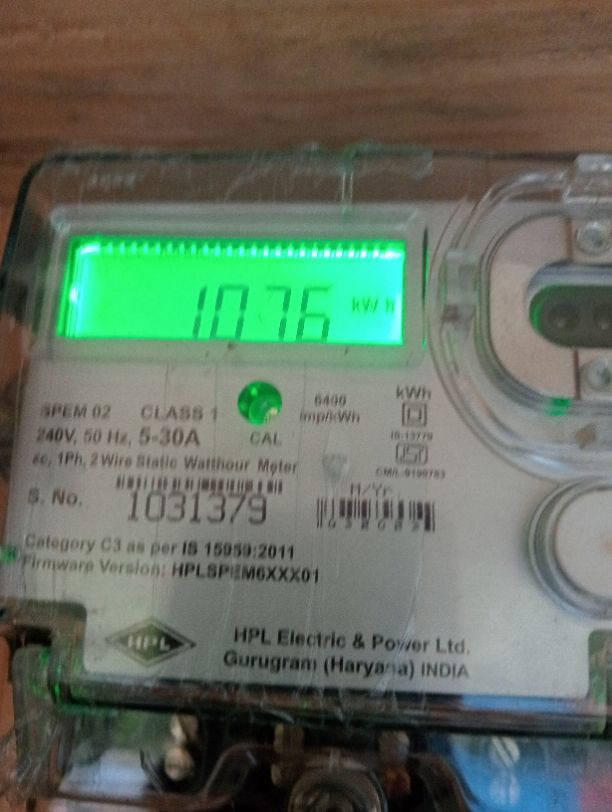 1076 kWh
6400
imp/kWh
kWh
SPEM 02 CLASS 1
240V, 50 Hz, 5-30A
CAL
IS:13779
ac, 1Ph, 2 Wire Static Watthour Meter
S. No.
1031379
M/Yr.
Category C3 as per IS 15959:2011
Firmware Version: HPLSPEM6XXX01
HPL
HPL Electric & Power Ltd.
Gurugram (Haryana) INDIA